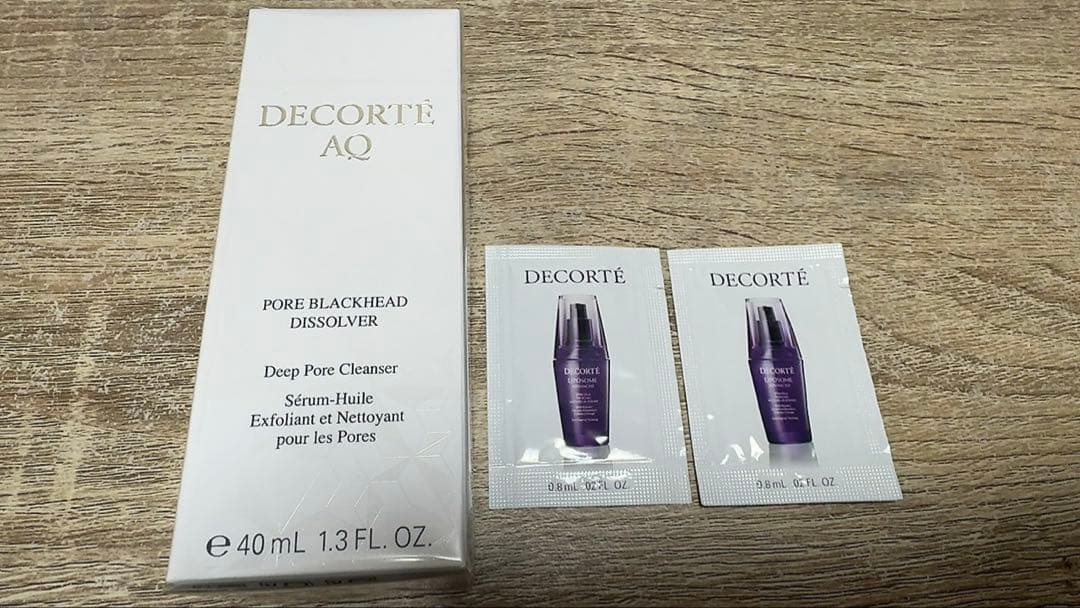 DECORTÉ
AQ
PORE BLACKHEAD
DISSOLVER
Deep Pore Cleanser
Sérum-Huile
Exfoliant et Nettoyant
pour les Pores
℮ 40 mL 1.3 FL. OZ.
DECORTÉ
DECORTÉ
LIPOSOME
0.8 mL .02 FL. OZ.
DECORTÉ
DECORTÉ
LIPOSOME
0.8 mL .02 FL. OZ.